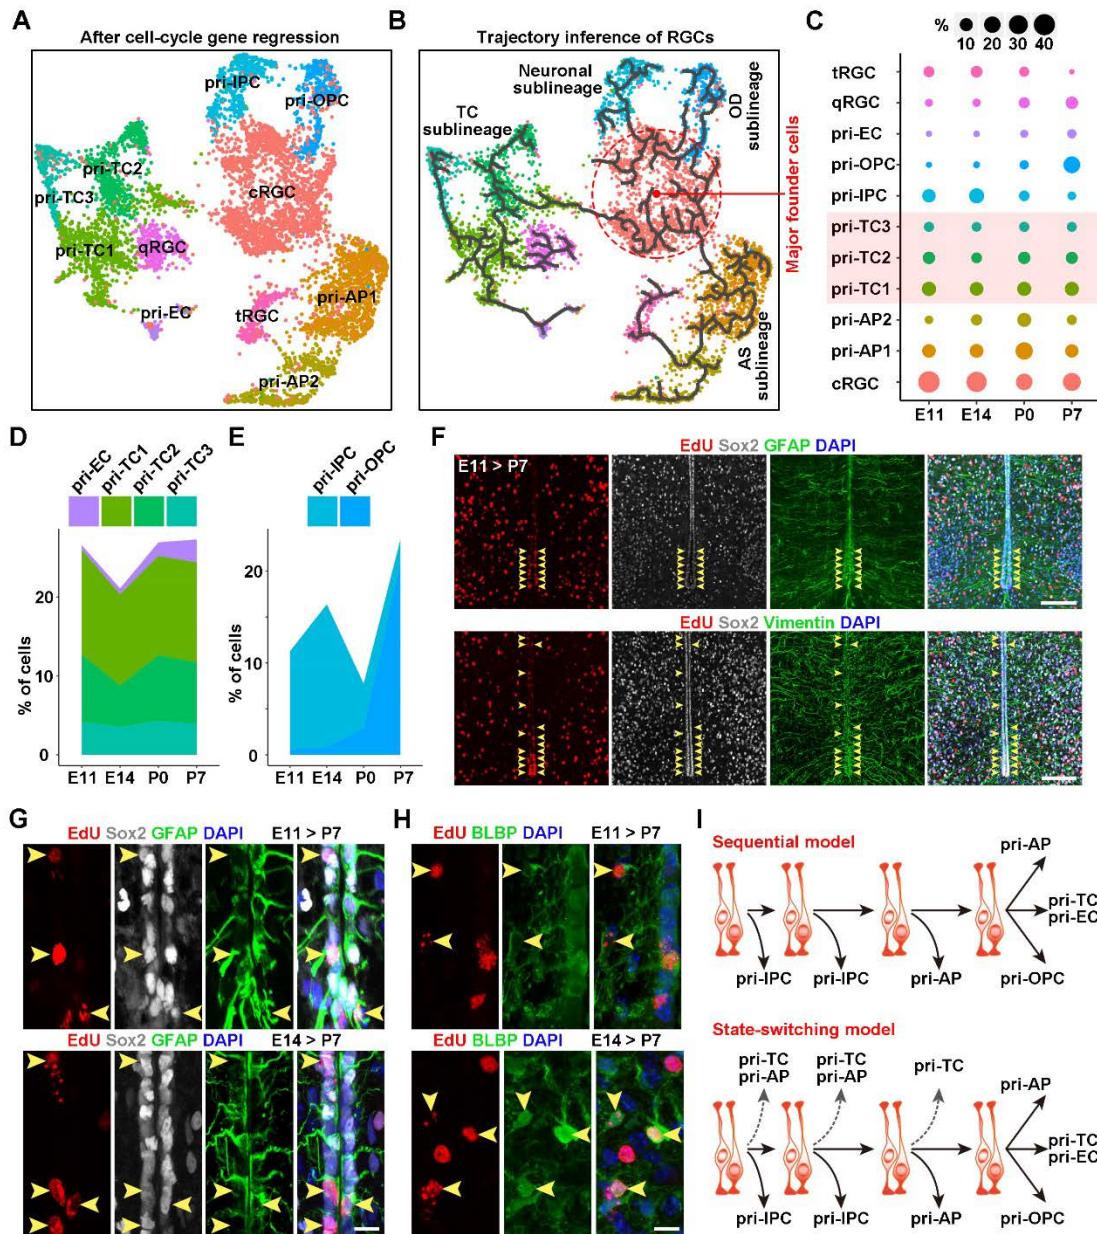 A
After cell-cycle gene regression
pri-IPC
pri-OPC
pri-TC2
cRGC
pri-TC3
pri-TC1
qRGC
pri-EC
tRGC
pri-AP1
pri-AP2
B
Trajectory inference of RGCs
Neuronal
sublineage
OD
sublineage
TC
sublineage
Major founder cells
AS
sublineage
C
%
10 20 30 40
tRGC
qRGC
pri-EC
pri-OPC
pri-IPC
pri-TC3
pri-TC2
pri-TC1
pri-AP2
pri-AP1
cRGC
E11 E14 P0 P7
D
pri-EC
pri-TC1
pri-TC2
pri-TC3
% of cells
20
10
0
E11 E14 P0 P7
E
pri-IPC
pri-OPC
% of cells
20
10
0
E11 E14 P0 P7
F
EdU Sox2 GFAP DAPI
E11 > P7
EdU Sox2 Vimentin DAPI
G
EdU Sox2 GFAP DAPI E11 > P7
EdU Sox2 GFAP DAPI E14 > P7
H
EdU BLBP DAPI E11 > P7
EdU BLBP DAPI E14 > P7
I
Sequential model
pri-AP
pri-TC
pri-EC
pri-IPC pri-IPC pri-AP pri-OPC
State-switching model
pri-TC pri-TC pri-TC
pri-AP pri-AP
pri-AP
pri-TC
pri-EC
pri-IPC pri-IPC pri-AP pri-OPC